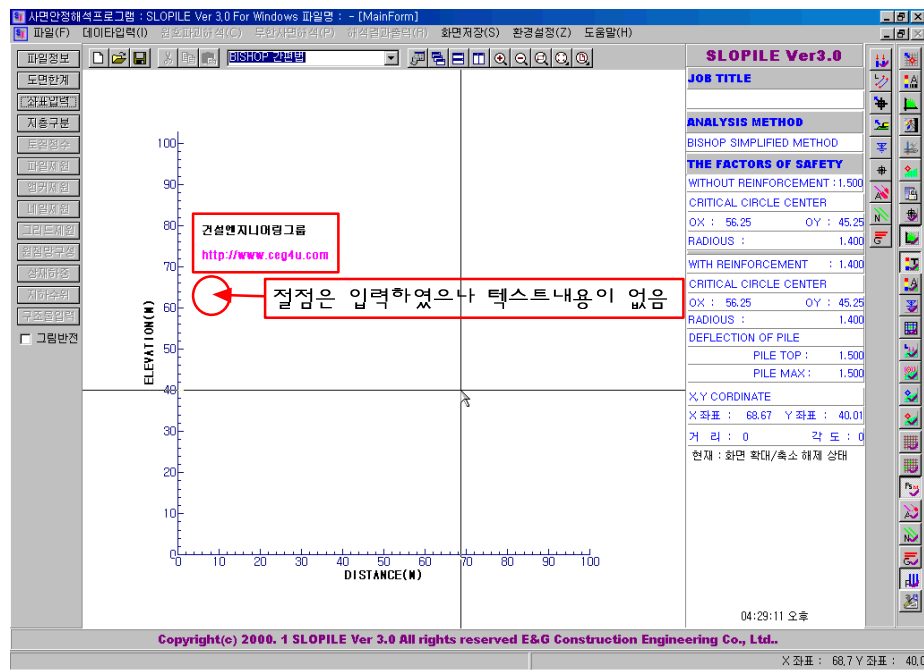 사면안정해석프로그램 : SLOPILE Ver 3,0 For Windows 파일명 : - [MainForm]
파일(F) 데이타입력(I) 원호파괴해석(C) 무한사면해석(P) 해석결과출력(R) 화면저장(S) 환경설정(Z) 도움말(H)
파일정보
도면한계
좌표입력
지층구분
토질정수
파일제원
앵커제원
네일제원
그리드제원
원점망구성
상재하중
지하수위
구조물입력
그림반전
BISHOP 간편법
100
90
80
70
60
50
40
30
20
10
0
ELEVATION(M)
건설엔지니어링그룹
http://www.ceg4u.com
절점은 입력하였으나 텍스트내용이 없음
0 10 20 30 40 50 60 70 80 90 100
DISTANCE(M)
SLOPILE Ver3.0
JOB TITLE
ANALYSIS METHOD
BISHOP SIMPLIFIED METHOD
THE FACTORS OF SAFETY
WITHOUT REINFORCEMENT : 1.500
CRITICAL CIRCLE CENTER
OX : 56.25 OY : 45.25
RADIOUS : 1.400
WITH REINFORCEMENT : 1.400
CRITICAL CIRCLE CENTER
OX : 56.25 OY : 45.25
RADIOUS : 1.400
DEFLECTION OF PILE
PILE TOP : 1.500
PILE MAX : 1.500
X,Y CORDINATE
X 좌표 : 68.67 Y 좌표 : 40.01
거 리 : 0 각 도 : 0
현재 : 화면 확대/축소 해제 상태
04:29:11 오후
Copyright(c) 2000. 1 SLOPILE Ver 3.0 All rights reserved E&G Construction Engineering Co., Ltd..
X 좌표 : 68,7 Y 좌표 : 40,0